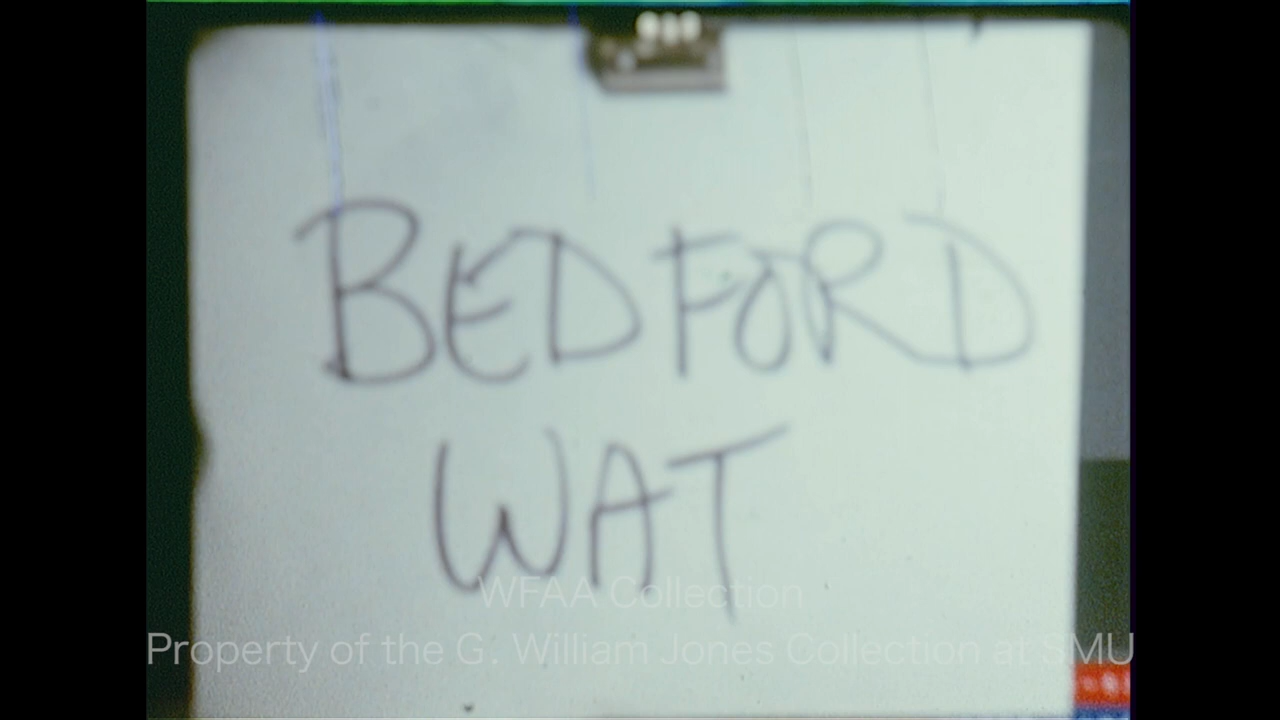 BEDFORD
WAT
WFAA Collection
Property of the G. William Jones Collection at SMU